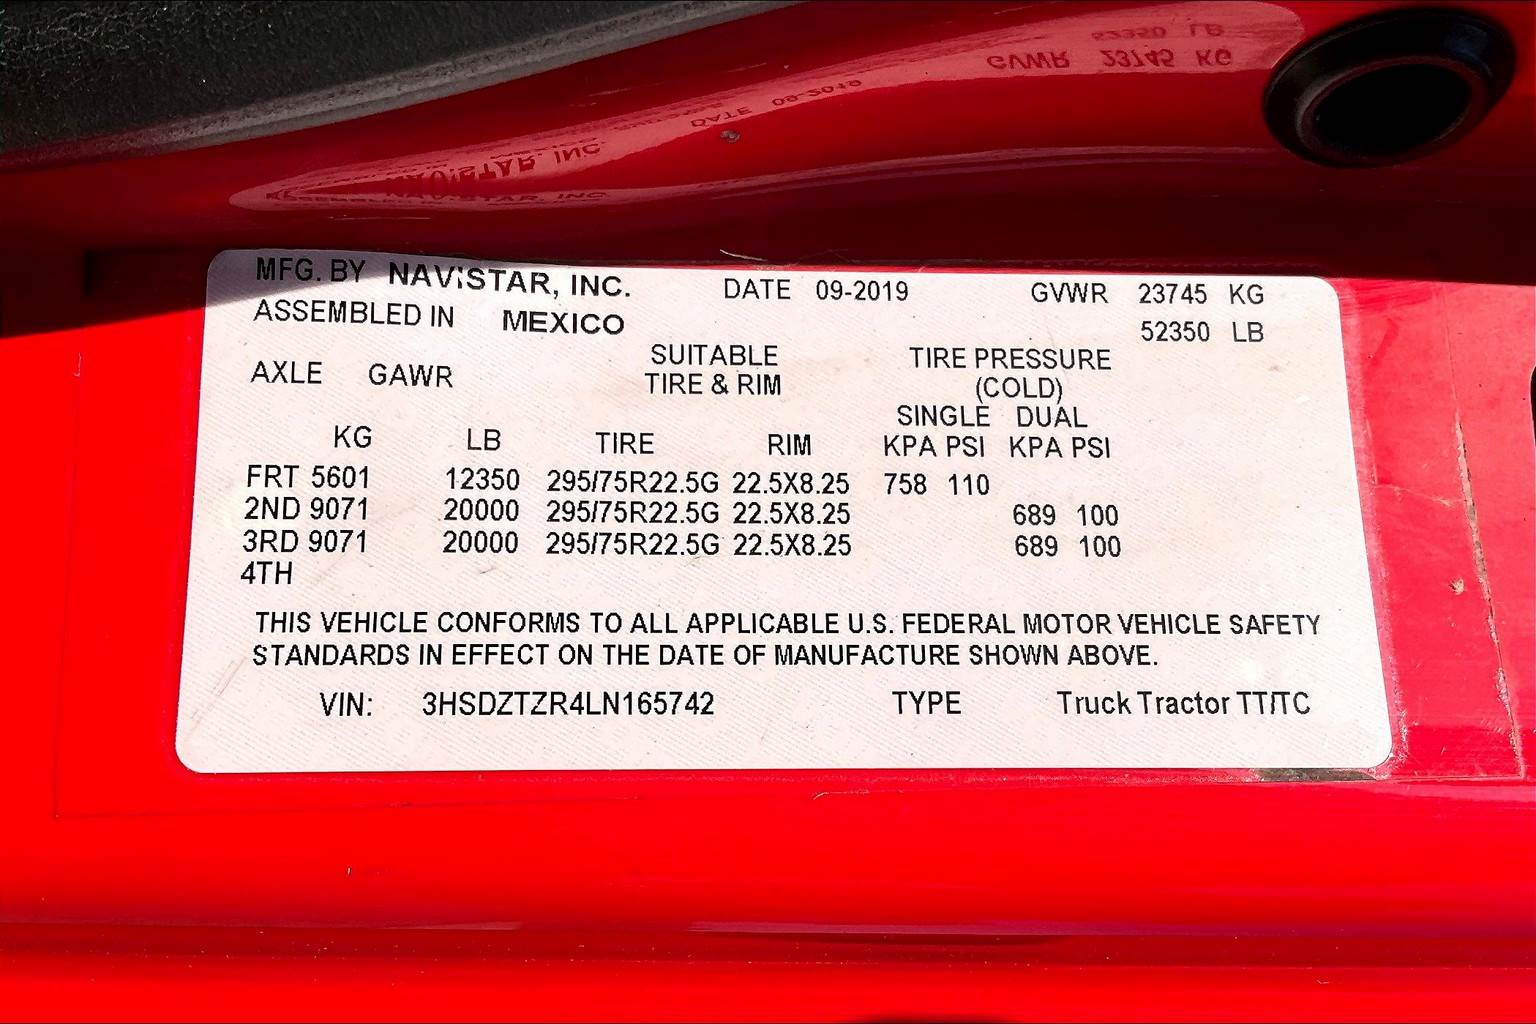 MFG. BY NAVISTAR, INC. DATE 09-2019 GVWR 23745 KG
ASSEMBLED IN MEXICO 52350 LB
AXLE GAWR SUITABLE TIRE & RIM TIRE PRESSURE (COLD)
SINGLE DUAL
KG LB TIRE RIM KPA PSI KPA PSI
FRT 5601 12350 295/75R22.5G 22.5X8.25 758 110
2ND 9071 20000 295/75R22.5G 22.5X8.25 689 100
3RD 9071 20000 295/75R22.5G 22.5X8.25 689 100
4TH
THIS VEHICLE CONFORMS TO ALL APPLICABLE U.S. FEDERAL MOTOR VEHICLE SAFETY
STANDARDS IN EFFECT ON THE DATE OF MANUFACTURE SHOWN ABOVE.
VIN: 3HSDZTZR4LN165742 TYPE Truck Tractor TT/TC